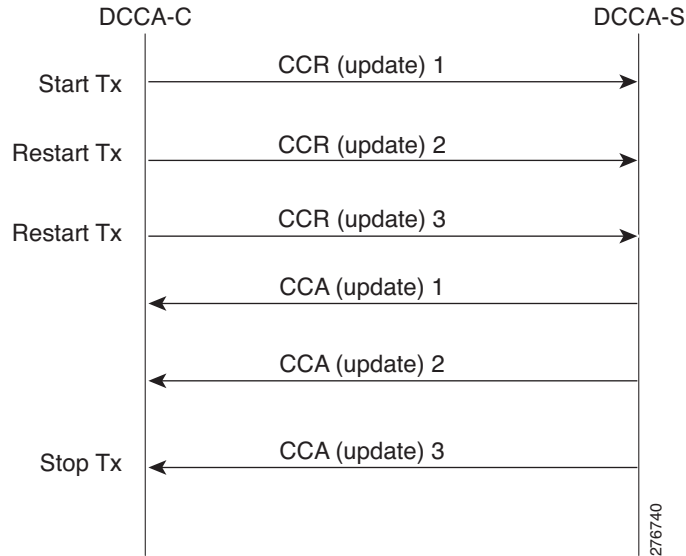 DCCA-C
DCCA-S
Start Tx
CCR (update) 1
Restart Tx
CCR (update) 2
Restart Tx
CCR (update) 3
CCA (update) 1
CCA (update) 2
Stop Tx
CCA (update) 3
276740